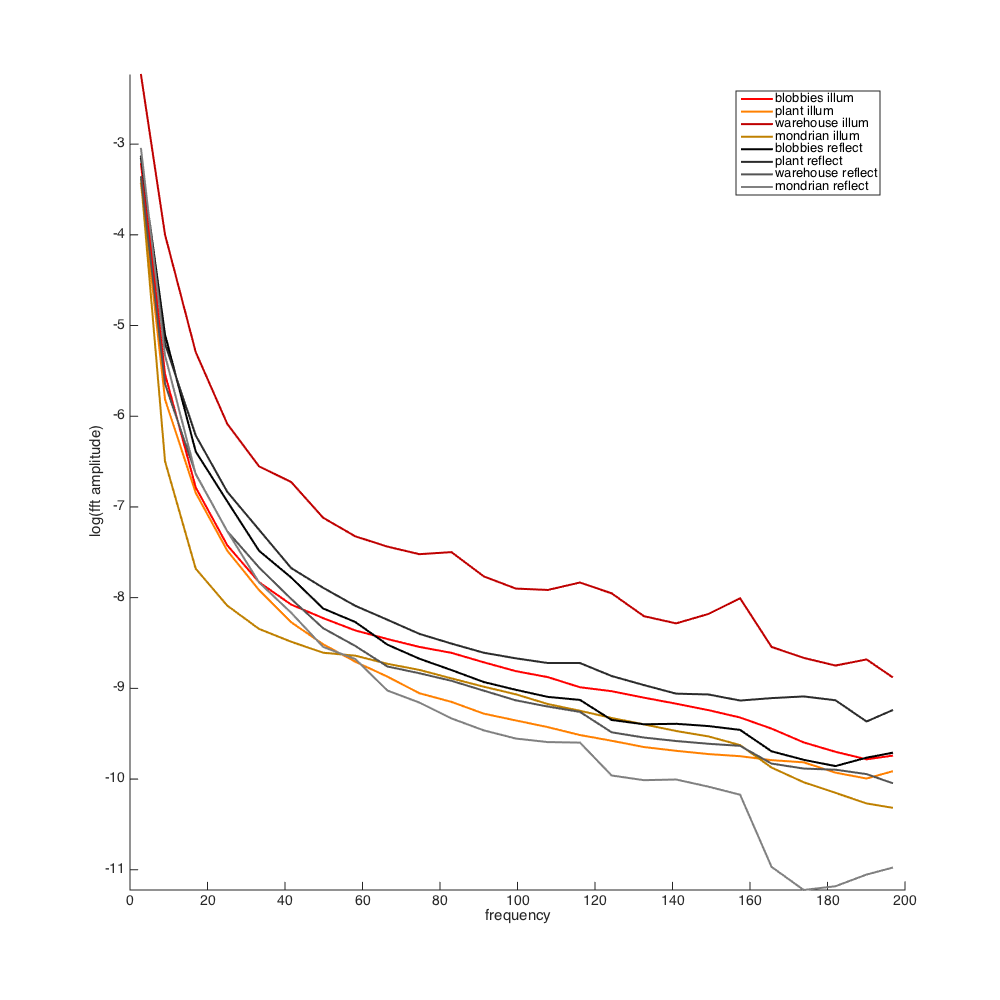 blobbies illum
plant illum
warehouse illum
mondrian illum
blobbies reflect
plant reflect
warehouse reflect
mondrian reflect
-3
-4
-5
-6
-7
-8
-9
-10
-11
log(fft amplitude)
0 20 40 60 80 100 120 140 160 180 200
frequency